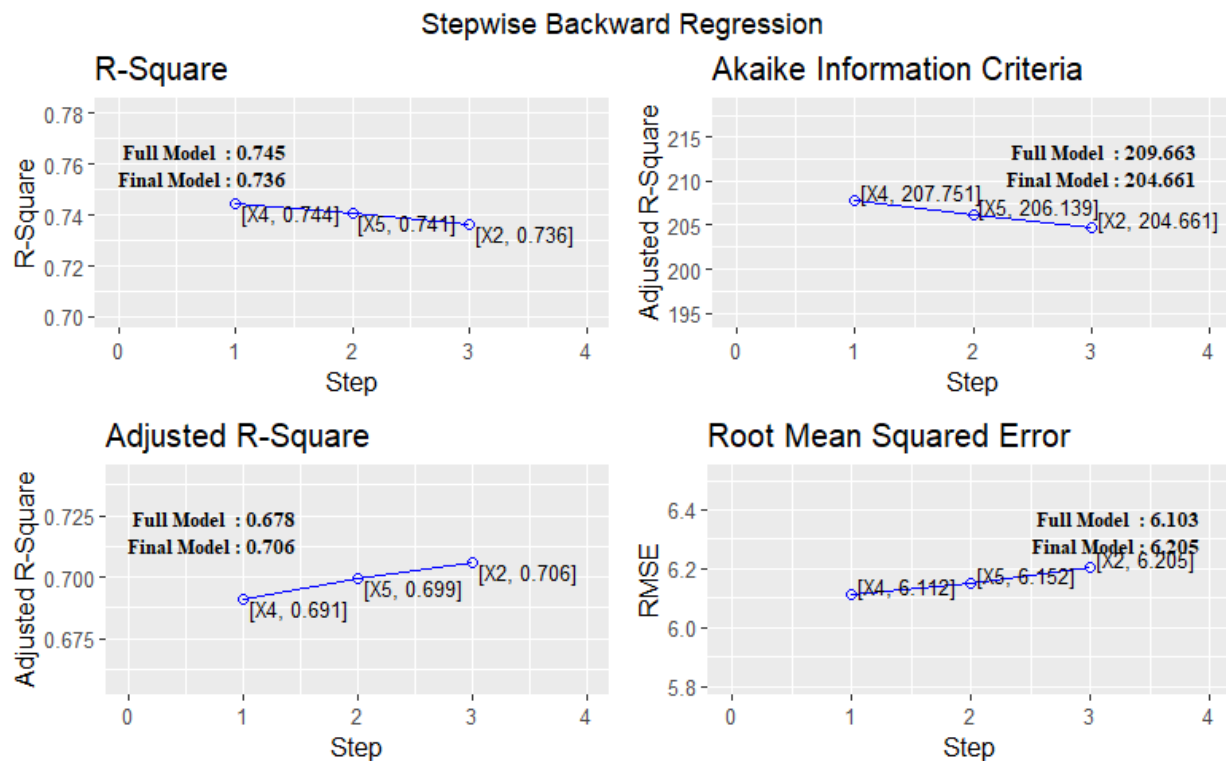 Stepwise Backward Regression
R-Square
0.78
0.76
0.74
0.72
0.70
R-Square
Full Model : 0.745
Final Model : 0.736
[X4, 0.744]
[X5, 0.741]
[X2, 0.736]
0 1 2 3 4
Step
Akaike Information Criteria
215
210
205
200
195
Adjusted R-Square
Full Model : 209.663
Final Model : 204.661
[X4, 207.751]
[X5, 206.139]
[X2, 204.661]
0 1 2 3 4
Step
Adjusted R-Square
0.725
0.700
0.675
Adjusted R-Square
Full Model : 0.678
Final Model : 0.706
[X4, 0.691]
[X5, 0.699]
[X2, 0.706]
0 1 2 3 4
Step
Root Mean Squared Error
6.4
6.2
6.0
5.8
RMSE
Full Model : 6.103
Final Model : 6.205
[X4, 6.112]
[X5, 6.152]
[X2, 6.205]
0 1 2 3 4
Step